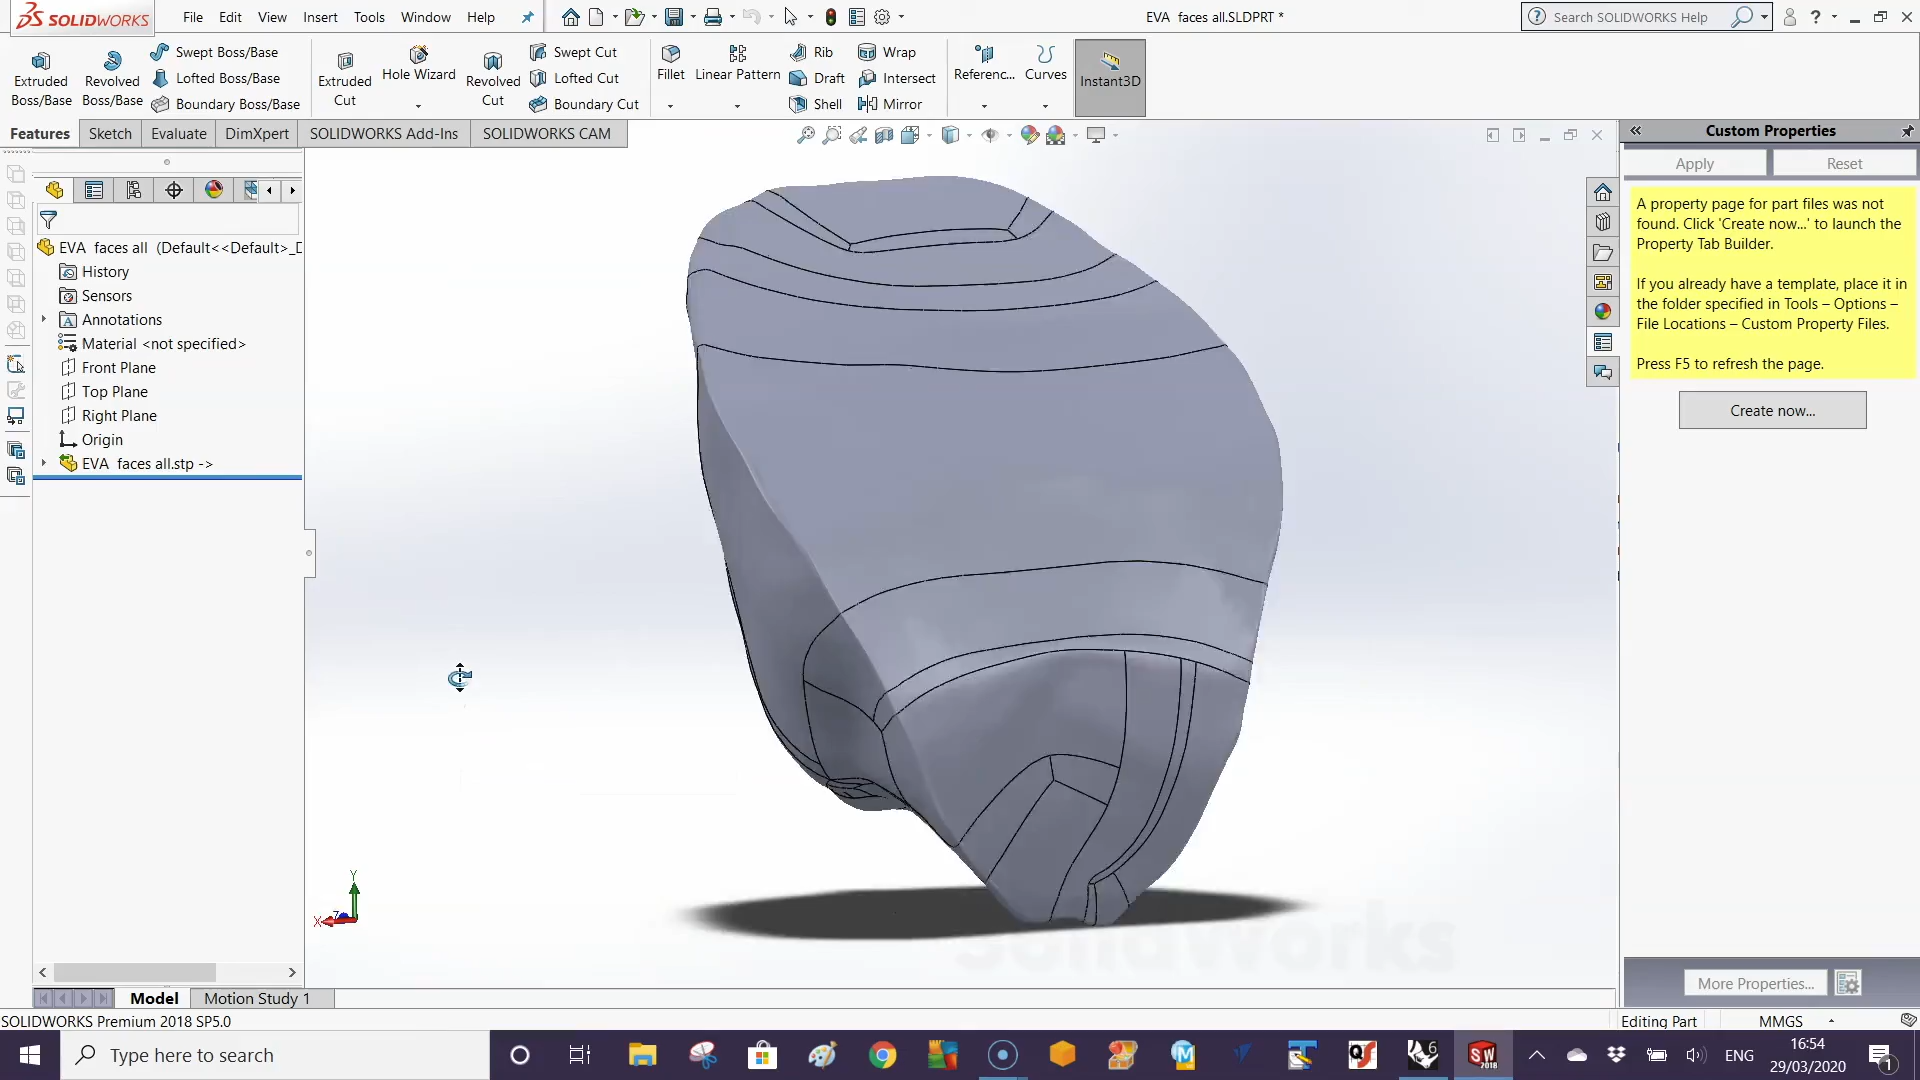 SOLIDWORKS
File Edit View Insert Tools Window Help
EVA faces all.SLDPRT *
Search SOLIDWORKS Help
Extruded Boss/Base
Revolved Boss/Base
Swept Boss/Base
Lofted Boss/Base
Boundary Boss/Base
Extruded Cut
Hole Wizard
Revolved Cut
Swept Cut
Lofted Cut
Boundary Cut
Fillet
Linear Pattern
Rib
Draft
Shell
Wrap
Intersect
Mirror
Referenc...
Curves
Instant3D
Features Sketch Evaluate DimXpert SOLIDWORKS Add-Ins SOLIDWORKS CAM
EVA faces all (Default<<Default>_D
History
Sensors
Annotations
Material <not specified>
Front Plane
Top Plane
Right Plane
Origin
EVA faces all.stp ->
Y
X
Z
Solidworks
Custom Properties
Apply Reset
A property page for part files was not
found. Click 'Create now...' to launch the
Property Tab Builder.
If you already have a template, place it in
the folder specified in Tools – Options –
File Locations – Custom Property Files.
Press F5 to refresh the page.
Create now...
More Properties...
Model Motion Study 1
SOLIDWORKS Premium 2018 SP5.0
Editing Part MMGS
Type here to search
6
SW
2018
ENG
16:54
29/03/2020
1